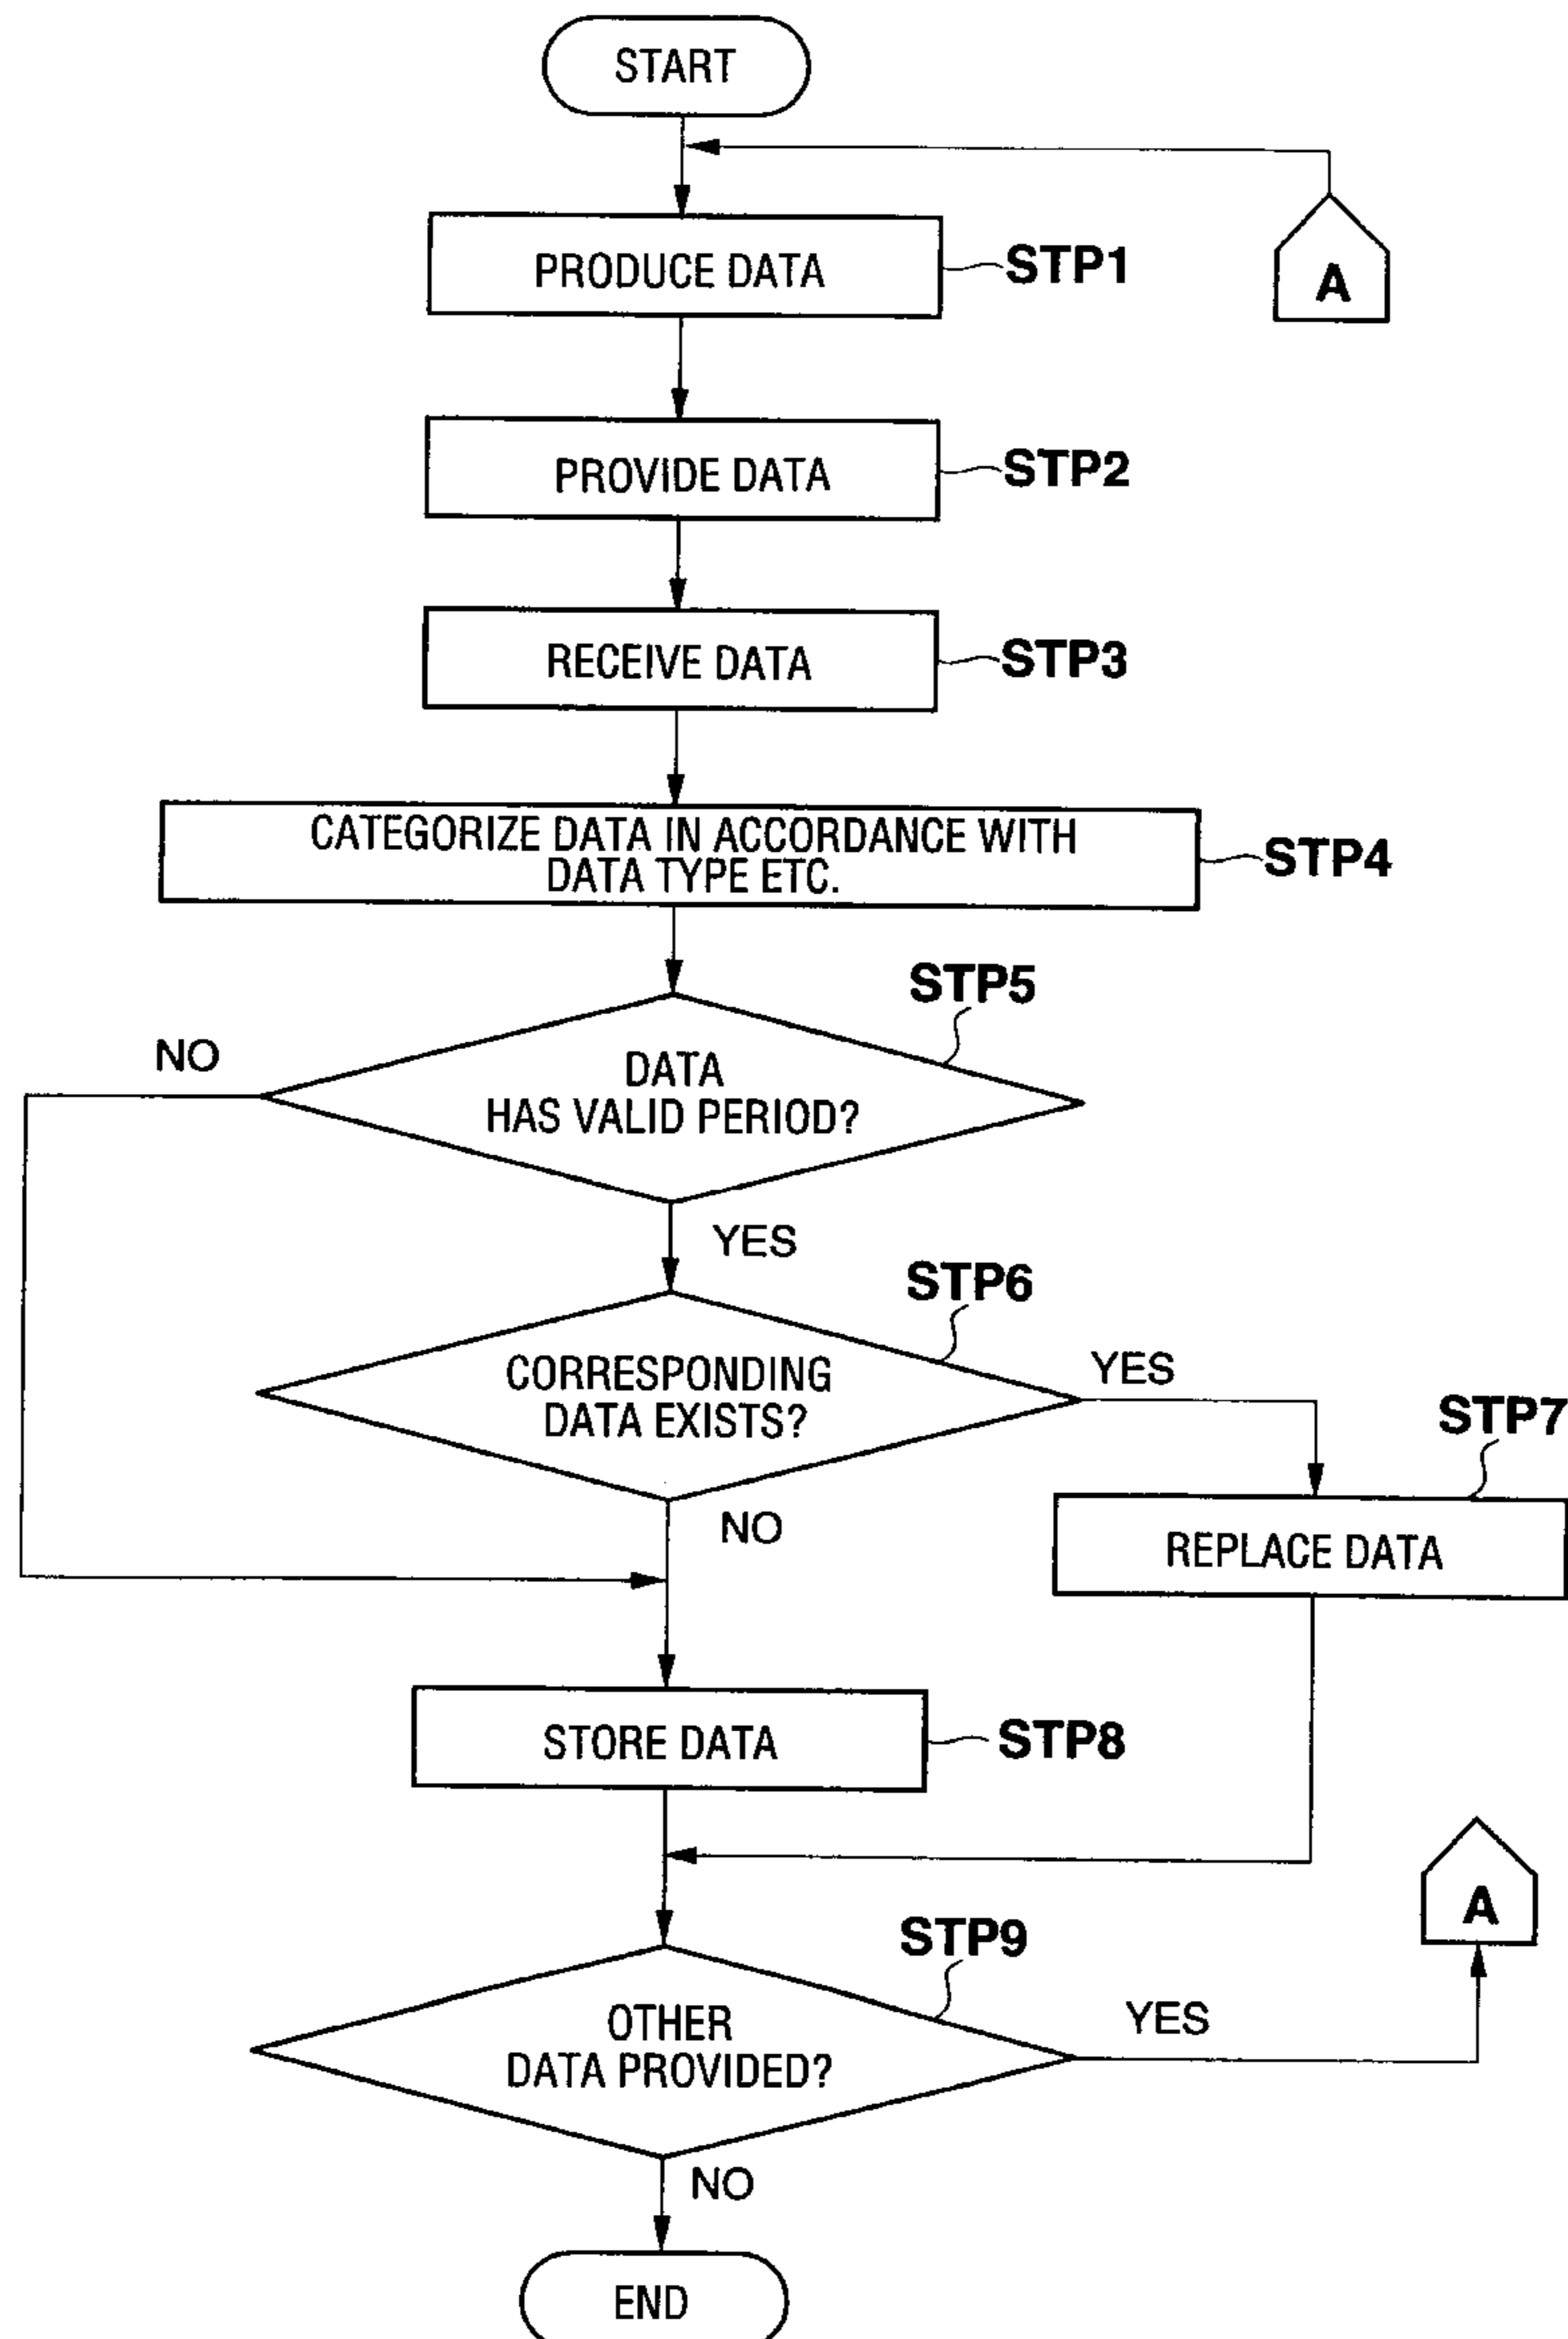 START
PRODUCE DATA
STP1
A
PROVIDE DATA
STP2
RECEIVE DATA
STP3
CATEGORIZE DATA IN ACCORDANCE WITH
DATA TYPE ETC.
STP4
STP5
NO
DATA
HAS VALID PERIOD?
YES
STP6
CORRESPONDING
DATA EXISTS?
YES
STP7
NO
REPLACE DATA
STORE DATA
STP8
A
STP9
OTHER
DATA PROVIDED?
YES
NO
END